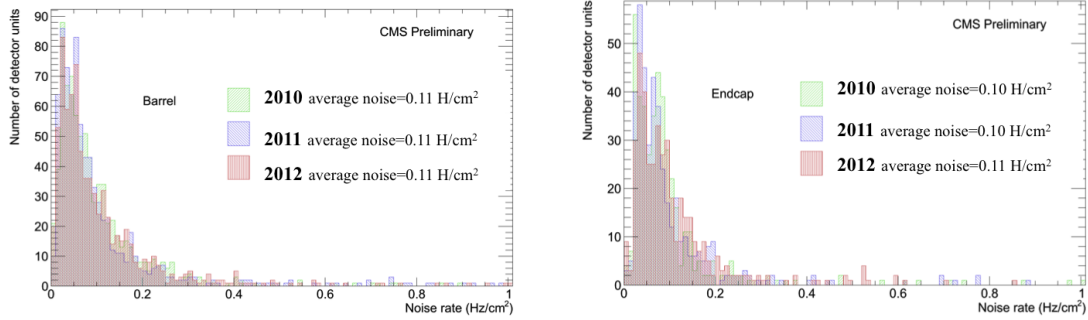 Number of detector units
90
80
70
60
50
40
30
20
10
0
CMS Preliminary
Barrel
2010 average noise=0.11 H/cm²
2011 average noise=0.11 H/cm²
2012 average noise=0.11 H/cm²
0 0.2 0.4 0.6 0.8 1
Noise rate (Hz/cm²)
Number of detector units
50
40
30
20
10
0
CMS Preliminary
Endcap
2010 average noise=0.10 H/cm²
2011 average noise=0.10 H/cm²
2012 average noise=0.11 H/cm²
0 0.2 0.4 0.6 0.8 1
Noise rate (Hz/cm²)